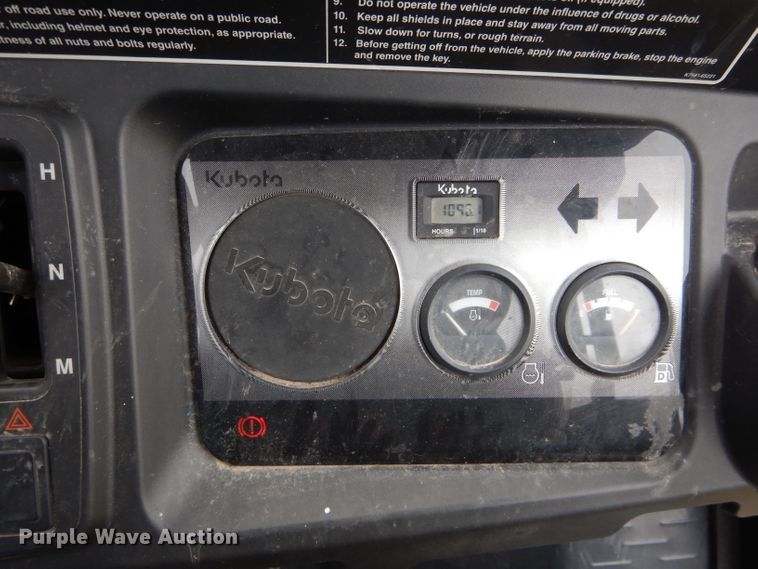 off road use only. Never operate on a public road.
including helmet and eye protection, as appropriate.
of all nuts and bolts regularly.
9. Do not operate the vehicle under the influence of drugs or alcohol.
10. Keep all shields in place and stay away from all moving parts.
11. Slow down for turns, or rough terrain.
12. Before getting off from the vehicle, apply the parking brake, stop the engine
and remove the key.
H
N
M
Kubota
Kubota
Kubota
HOURS 1/10
TEMP
FUEL
D
Purple Wave Auction